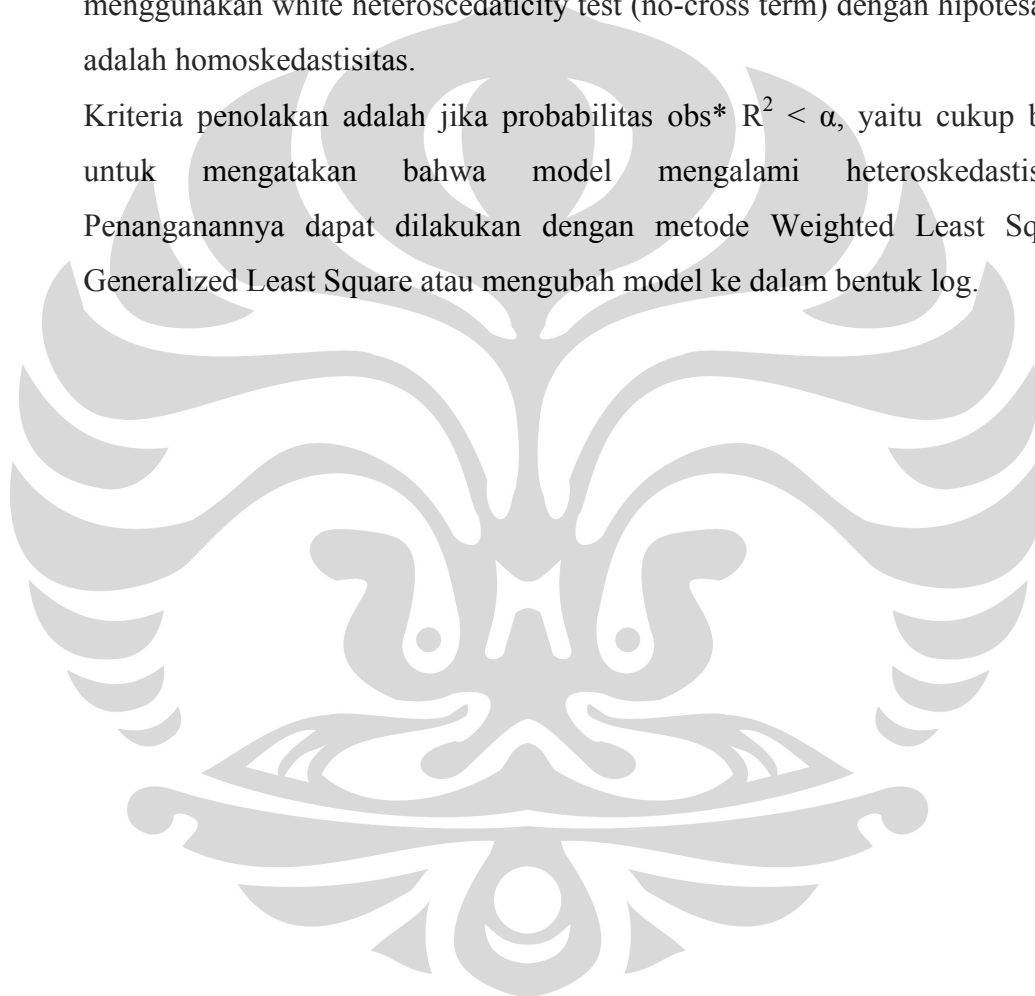 menggunakan white heteroscedaticity test (no-cross term) dengan
adalah homoskedastisitas.
Kriteria penolakan adalah jika probabilitas obs* R² < α, yaitu cukup
untuk mengatakan bahwa model mengalami
Penanganannya dapat dilakukan dengan metode Weighted Least
Generalized Least Square atau mengubah model ke dalam bentuk log.